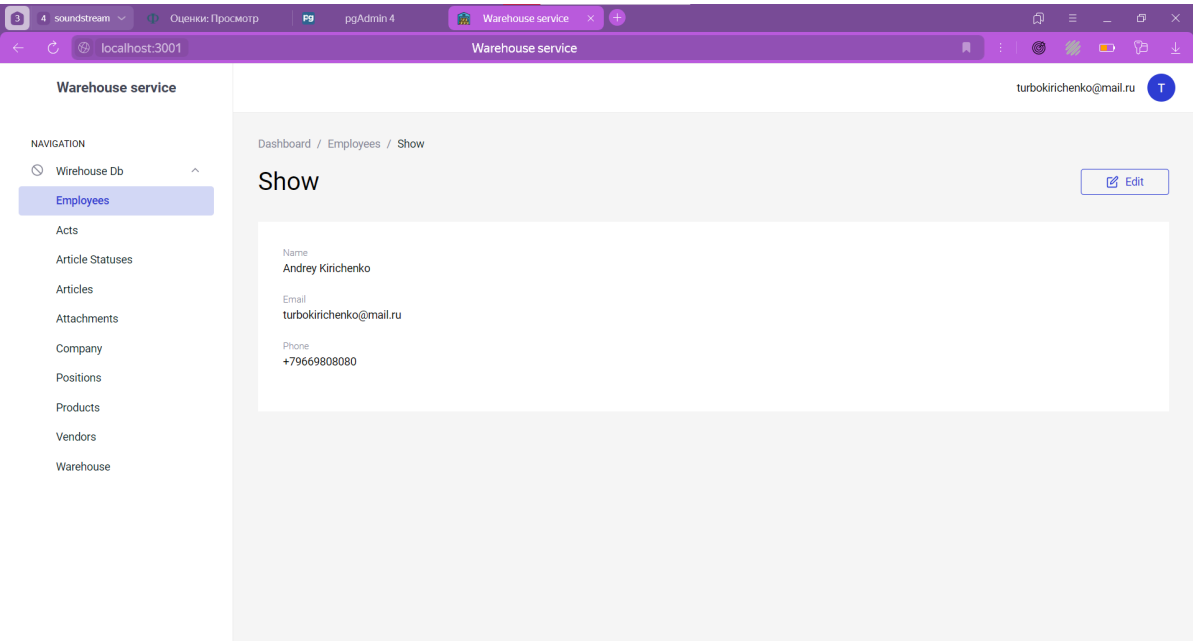 3
4 soundstream
Оценки: Просмотр
Pg pgAdmin 4
Warehouse service
localhost:3001
Warehouse service
Warehouse service
turbokirichenko@mail.ru
T
NAVIGATION
Wirehouse Db
Employees
Acts
Article Statuses
Articles
Attachments
Company
Positions
Products
Vendors
Warehouse
Dashboard / Employees / Show
Show
Edit
Name
Andrey Kirichenko
Email
turbokirichenko@mail.ru
Phone
+79669808080